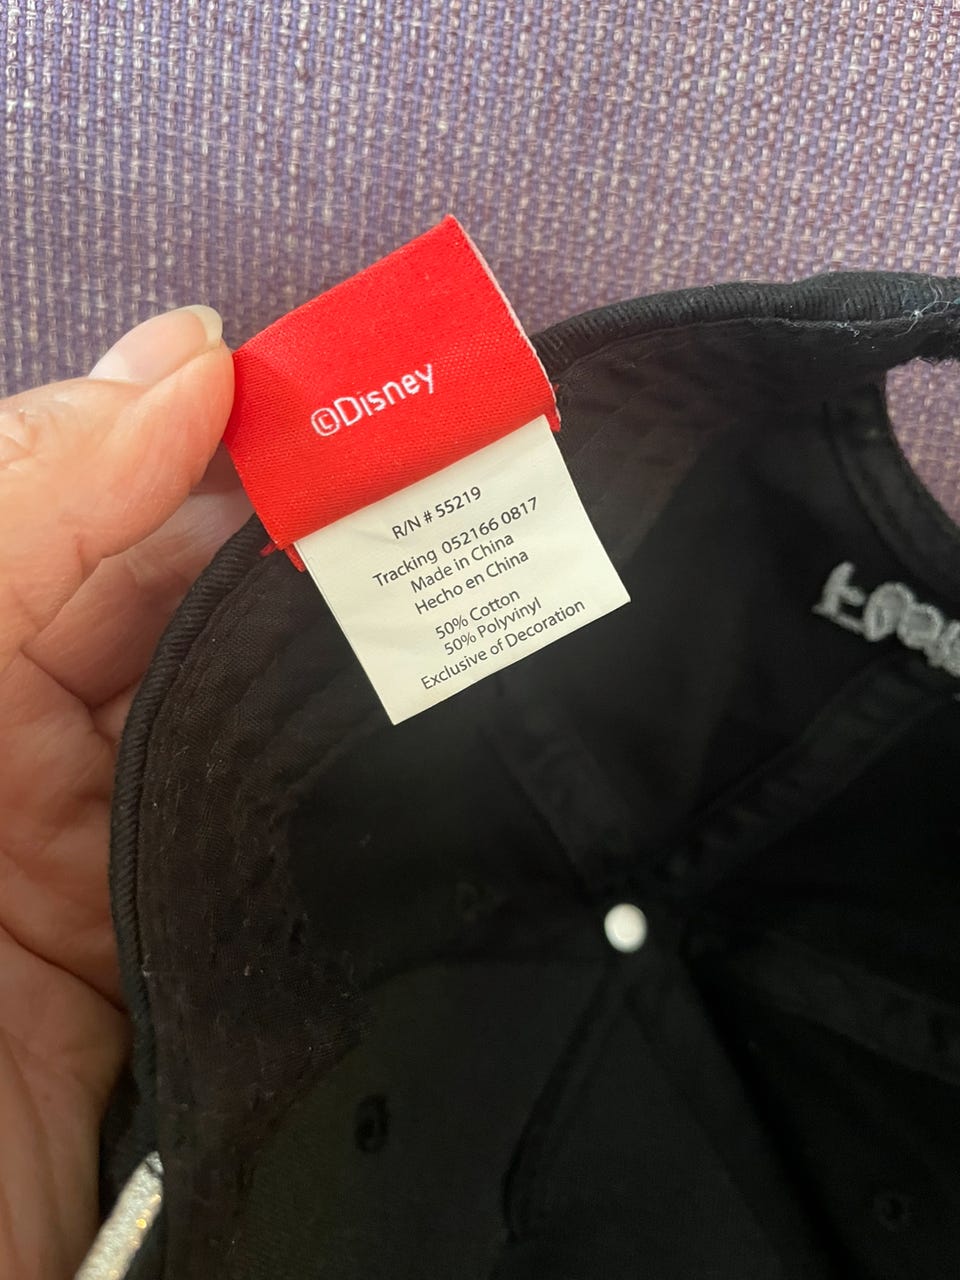 ©Disney
R/N # 55219
Tracking 052166 0817
Made in China
Hecho en China
50% Cotton
50% Polyvinyl
Exclusive of Decoration